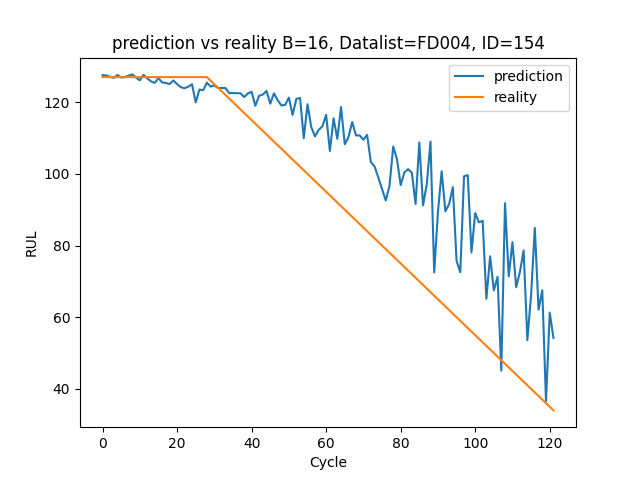 prediction vs reality B=16, Datalist=FD004, ID=154
prediction
reality
120
100
80
60
40
RUL
0 20 40 60 80 100 120
Cycle